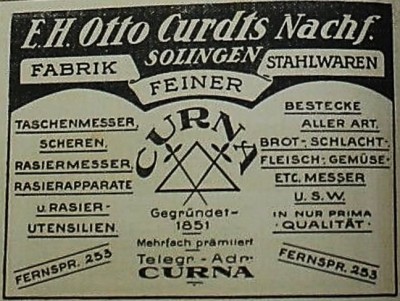 E.H. Otto Curdts Nachf.
SOLINGEN
FABRIK FEINER STAHLWAREN
TASCHENMESSER,
SCHEREN,
RASIERMESSER,
RASIERAPPARATE
U. RASIER-
UTENSILIEN.
FERNSPR. 253
CURNA
Gegründet-
1851
Mehrfach prämiiert
Telegr.-Adr.
CURNA
BESTECKE
ALLER ART,
BROT-, SCHLACHT-,
FLEISCH-, GEMÜSE-
ETC. MESSER
U.S.W.
IN NUR PRIMA
·QUALITÄT·
FERNSPR. 253